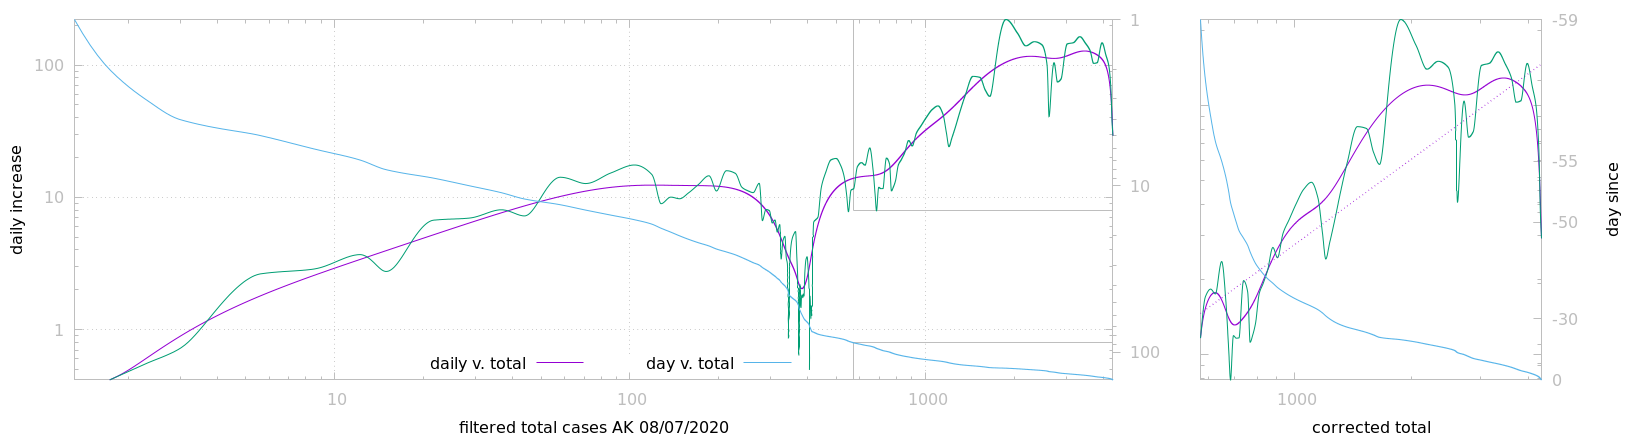 daily increase
100
10
1
daily v. total
day v. total
10
100
1000
filtered total cases AK 08/07/2020
1
10
100
1000
corrected total
-59
-55
-50
-30
0
day since